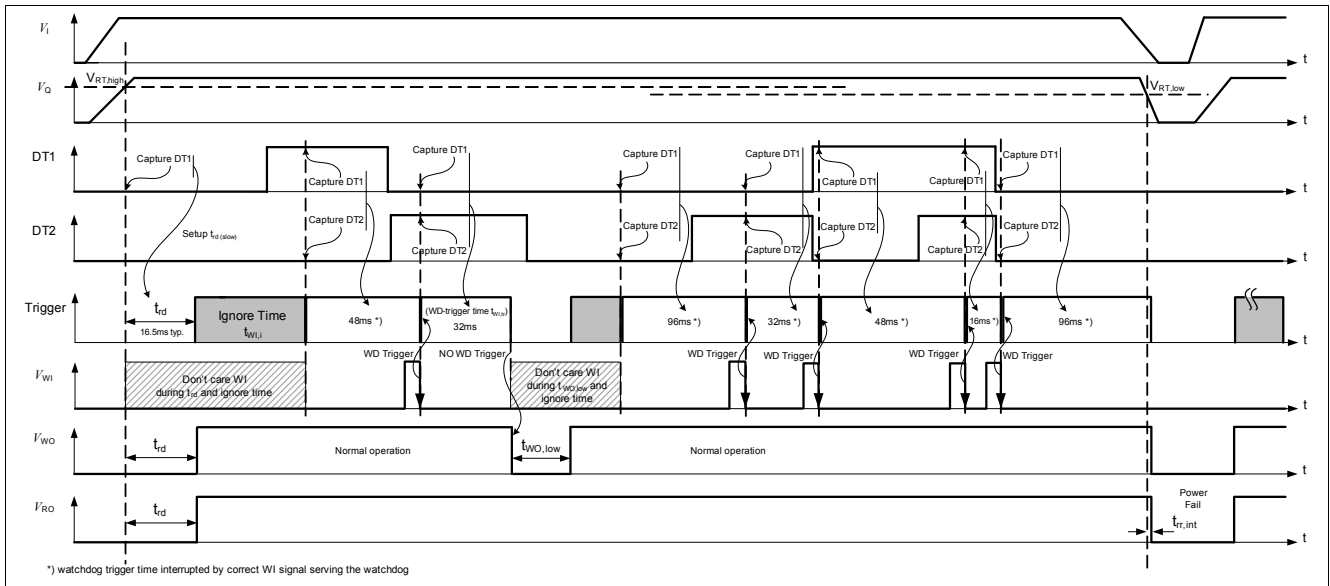 VI
t
VRT,high
VQ
VRT,low
t
DT1
Capture DT1
Capture DT1
Capture DT1
Capture DT1
Capture DT1
Capture DT1
Capture DT1
Capture DT1
t
Setup trd (slow)
DT2
Capture DT2
Capture DT2
Capture DT2
Capture DT2
Capture DT2
Capture DT2
Capture DT2
t
Trigger
trd
16.5ms typ.
Ignore Time
tWI,i
48ms *)
(WD-trigger time tWI,tr)
32ms
96ms *)
32ms *)
48ms *)
16ms *)
96ms *)
t
WD Trigger
NO WD Trigger
WD Trigger
WD Trigger
WD Trigger
WD Trigger
VWI
Don't care WI
during trd and ignore time
Don't care WI
during tWO,low and
ignore time
t
VWO
trd
Normal operation
tWO,low
Normal operation
t
VRO
trd
Power
Fail
trr,int
t
*) watchdog trigger time interrupted by correct WI signal serving the watchdog